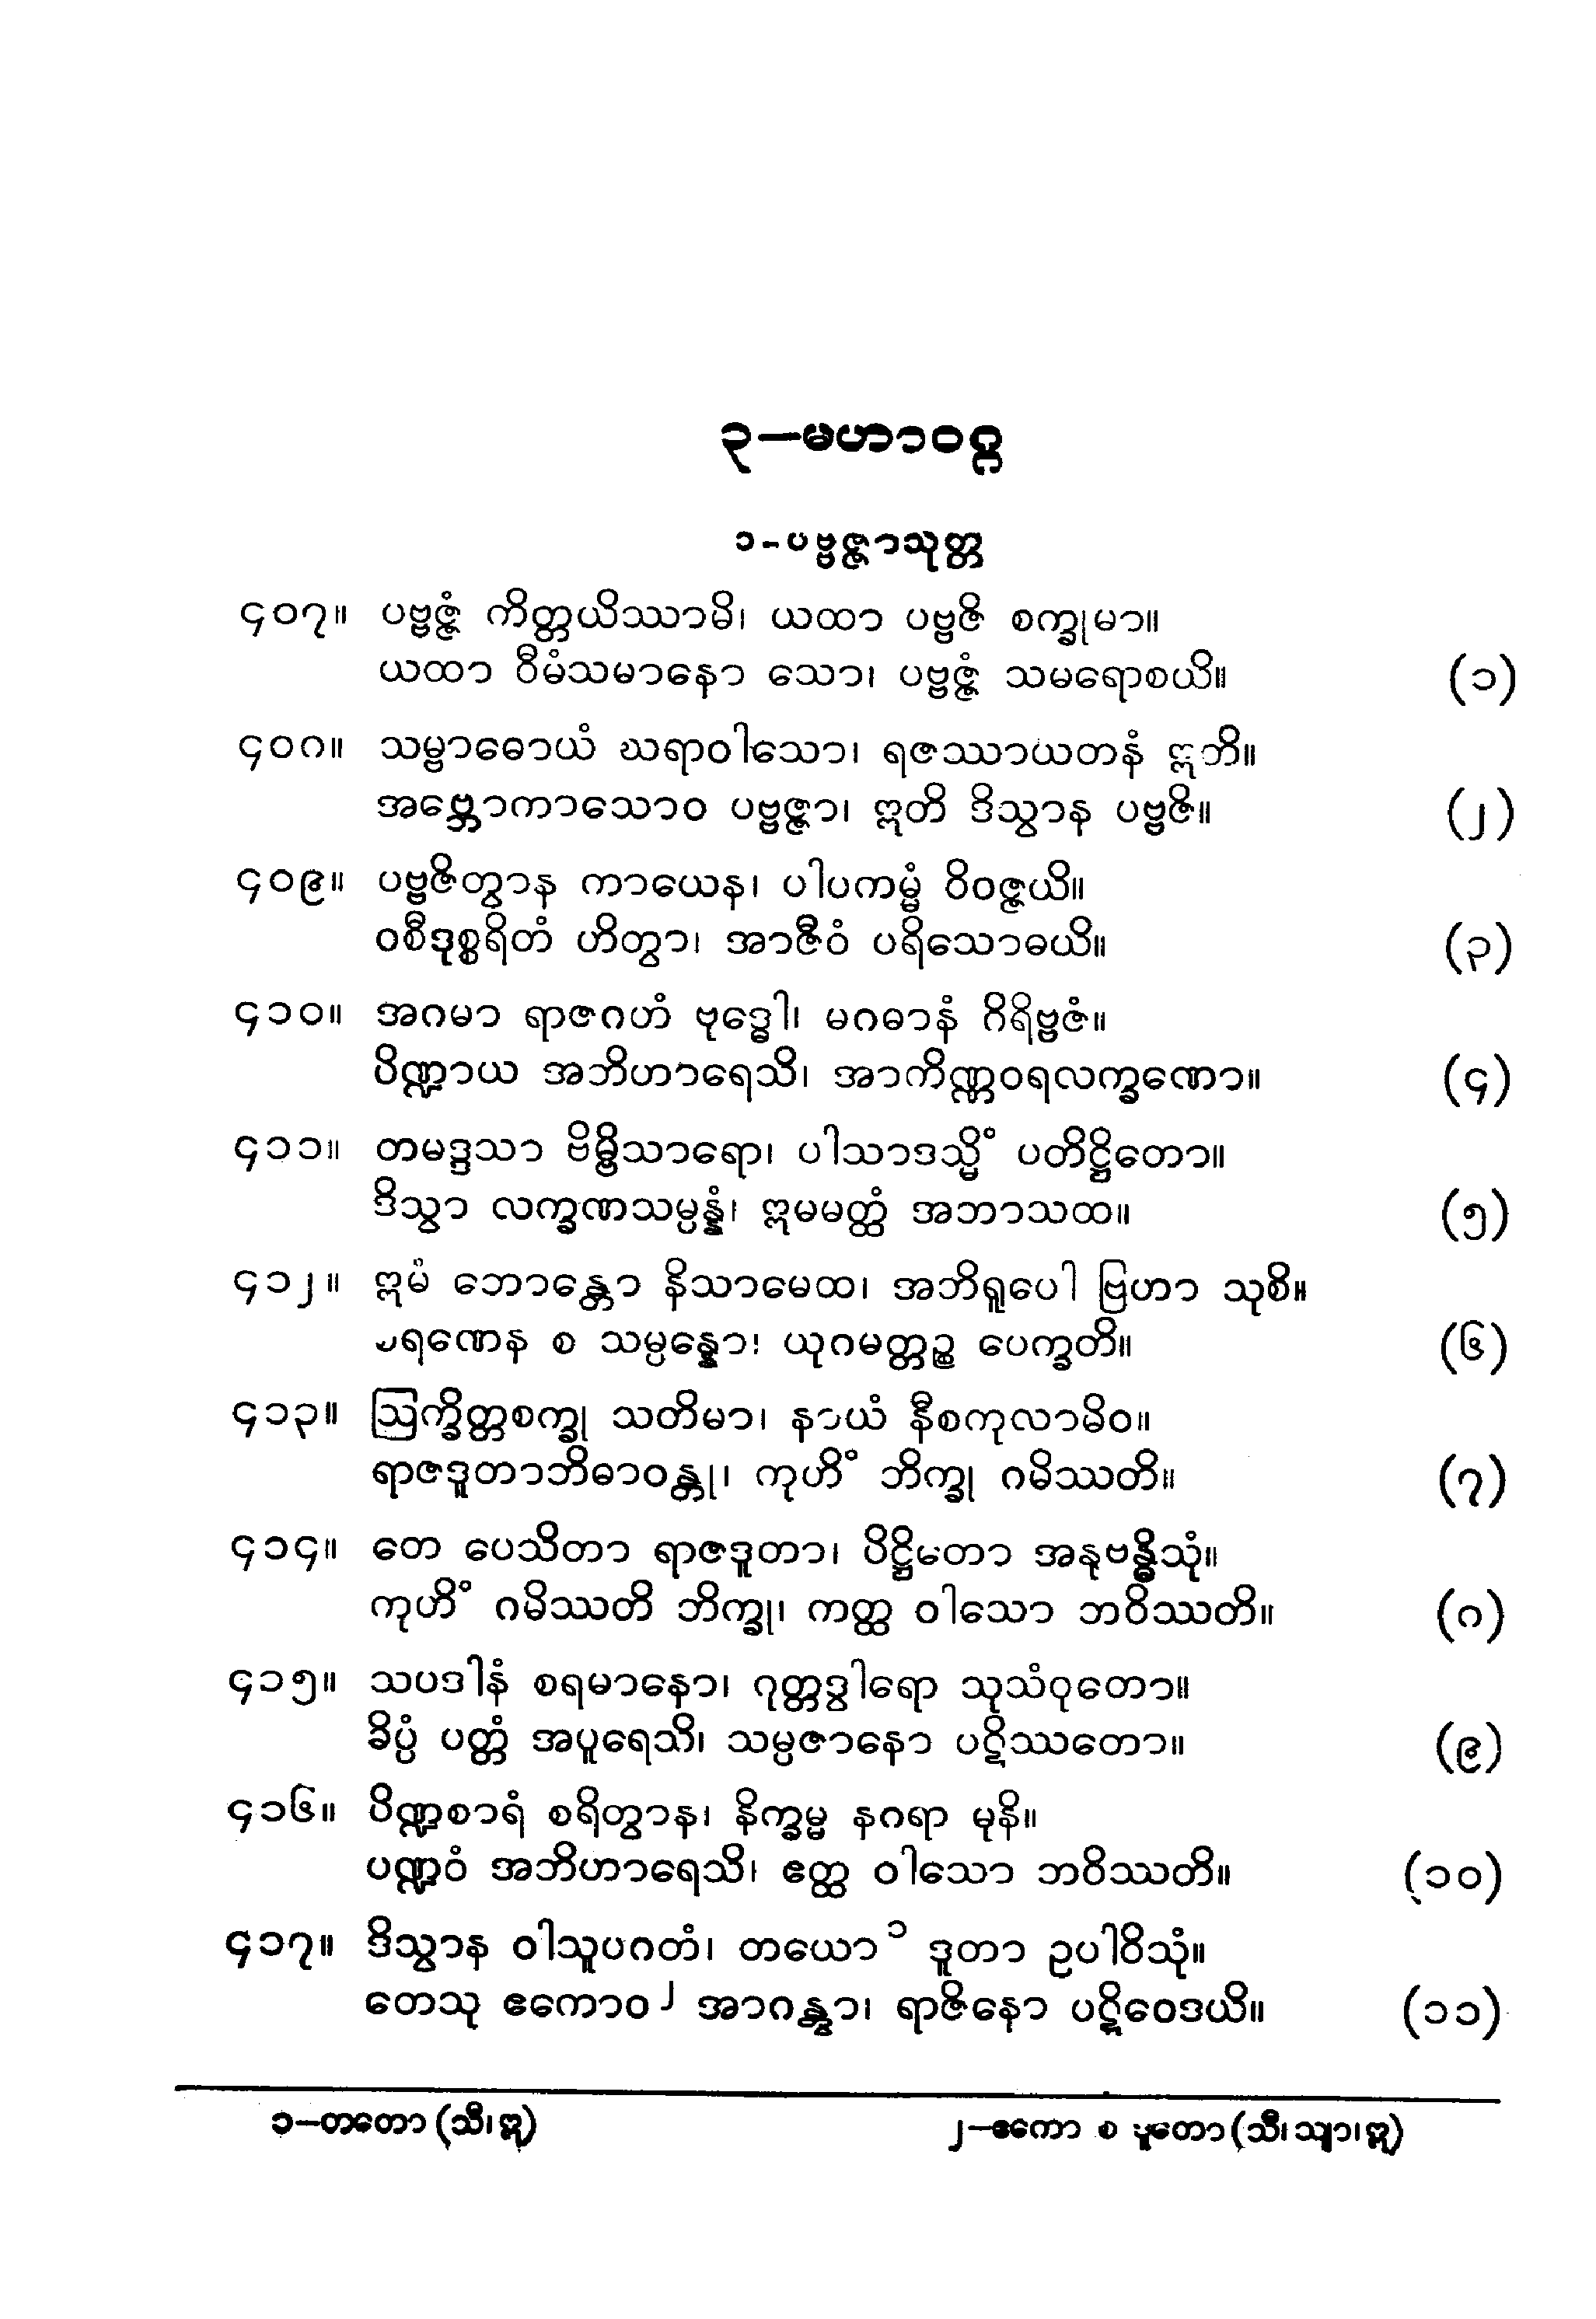 ၃–မဟာဝဂ္ဂ
၁-ပဗ္ဗဇ္ဇာသုတ္တ
၄၀၇။ ပဗ္ဗဇ္ဇံ ကိတ္တယိဿာမိ၊ ယထာ ပဗ္ဗဇိ စက္ခုမာ။
ယထာ ဝီမံသမာနော သော၊ ပဗ္ဗဇ္ဇံ သမရောစယိ။ (၁)
၄၀၈။ သမ္ဗာဓောယံ ဃရာဝါသော၊ ရဇဿာယတနံ ဣဘိ။
အဗ္ဘောကာသောဝ ပဗ္ဗဇ္ဇာ၊ ဣတိ ဒိသွာန ပဗ္ဗဇိ။ (၂)
၄၀၉။ ပဗ္ဗဇိတွာန ကာယေန၊ ပါပကမ္မံ ဝိဝဇ္ဇယိ။
ဝစီဒုစ္စရိတံ ဟိတွာ၊ အာဇီဝံ ပရိသောဓယိ။ (၃)
၄၁၀။ အဂမာ ရာဇဂဟံ ဗုဒ္ဓေါ၊ မဂဓာနံ ဂိရိဗ္ဗဇံ။
ပိဏ္ဍာယ အဘိဟာရေသိ၊ အာကိဏ္ဏဝရလက္ခဏော။ (၄)
၄၁၁။ တမဒ္ဒသာ ဗိမ္ဗိသာရော၊ ပါသာဒသ္မိံ ပတိဋ္ဌိတော။
ဒိသွာ လက္ခဏသမ္ပန္နံ၊ ဣမမတ္ထံ အဘာသထ။ (၅)
၄၁၂။ ဣမံ ဘောန္တော နိသာမေထ၊ အဘိရူပေါ ဗြဟာ သုစိ။
စရဏေန စ သမ္ပန္နော၊ ယုဂမတ္တဉ္စ ပေက္ခတိ။ (၆)
၄၁၃။ ဩက္ခိတ္တစက္ခု သတိမာ၊ နာယံ နီစကုလာမိဝ။
ရာဇဒူတာဘိဓာဝန္တု၊ ကုဟိံ ဘိက္ခု ဂမိဿတိ။ (၇)
၄၁၄။ တေ ပေသိတာ ရာဇဒူတာ၊ ပိဋ္ဌိတော အနုဗန္ဓိသုံ။
ကုဟိံ ဂမိဿတိ ဘိက္ခု၊ ကတ္ထ ဝါသော ဘဝိဿတိ။ (၈)
၄၁၅။ သပဒါနံ စရမာနော၊ ဂုတ္တဒွါရော သုသံဝုတော။
ခိပ္ပံ ပတ္တံ အပူရေသိ၊ သမ္ပဇာနော ပဋိဿတော။ (၉)
၄၁၆။ ပိဏ္ဍစာရံ စရိတွာန၊ နိက္ခမ္မ နဂရာ မုနိ။
ပဏ္ဍဝံ အဘိဟာရေသိ၊ ဧတ္ထ ဝါသော ဘဝိဿတိ။ (၁၀)
၄၁၇။ ဒိသွာန ဝါသူပဂတံ၊ တယော ၁ ဒူတာ ဥပါဝိသုံ။
တေသု ဧကောဝ ၂ အာဂန္တွာ၊ ရာဇိနော ပဋိဝေဒယိ။ (၁၁)
၁–တတော (သီ၊ ဣ) ၂–ဧကော စ ဒူတော (သီ၊ သျာ၊ ဣ)